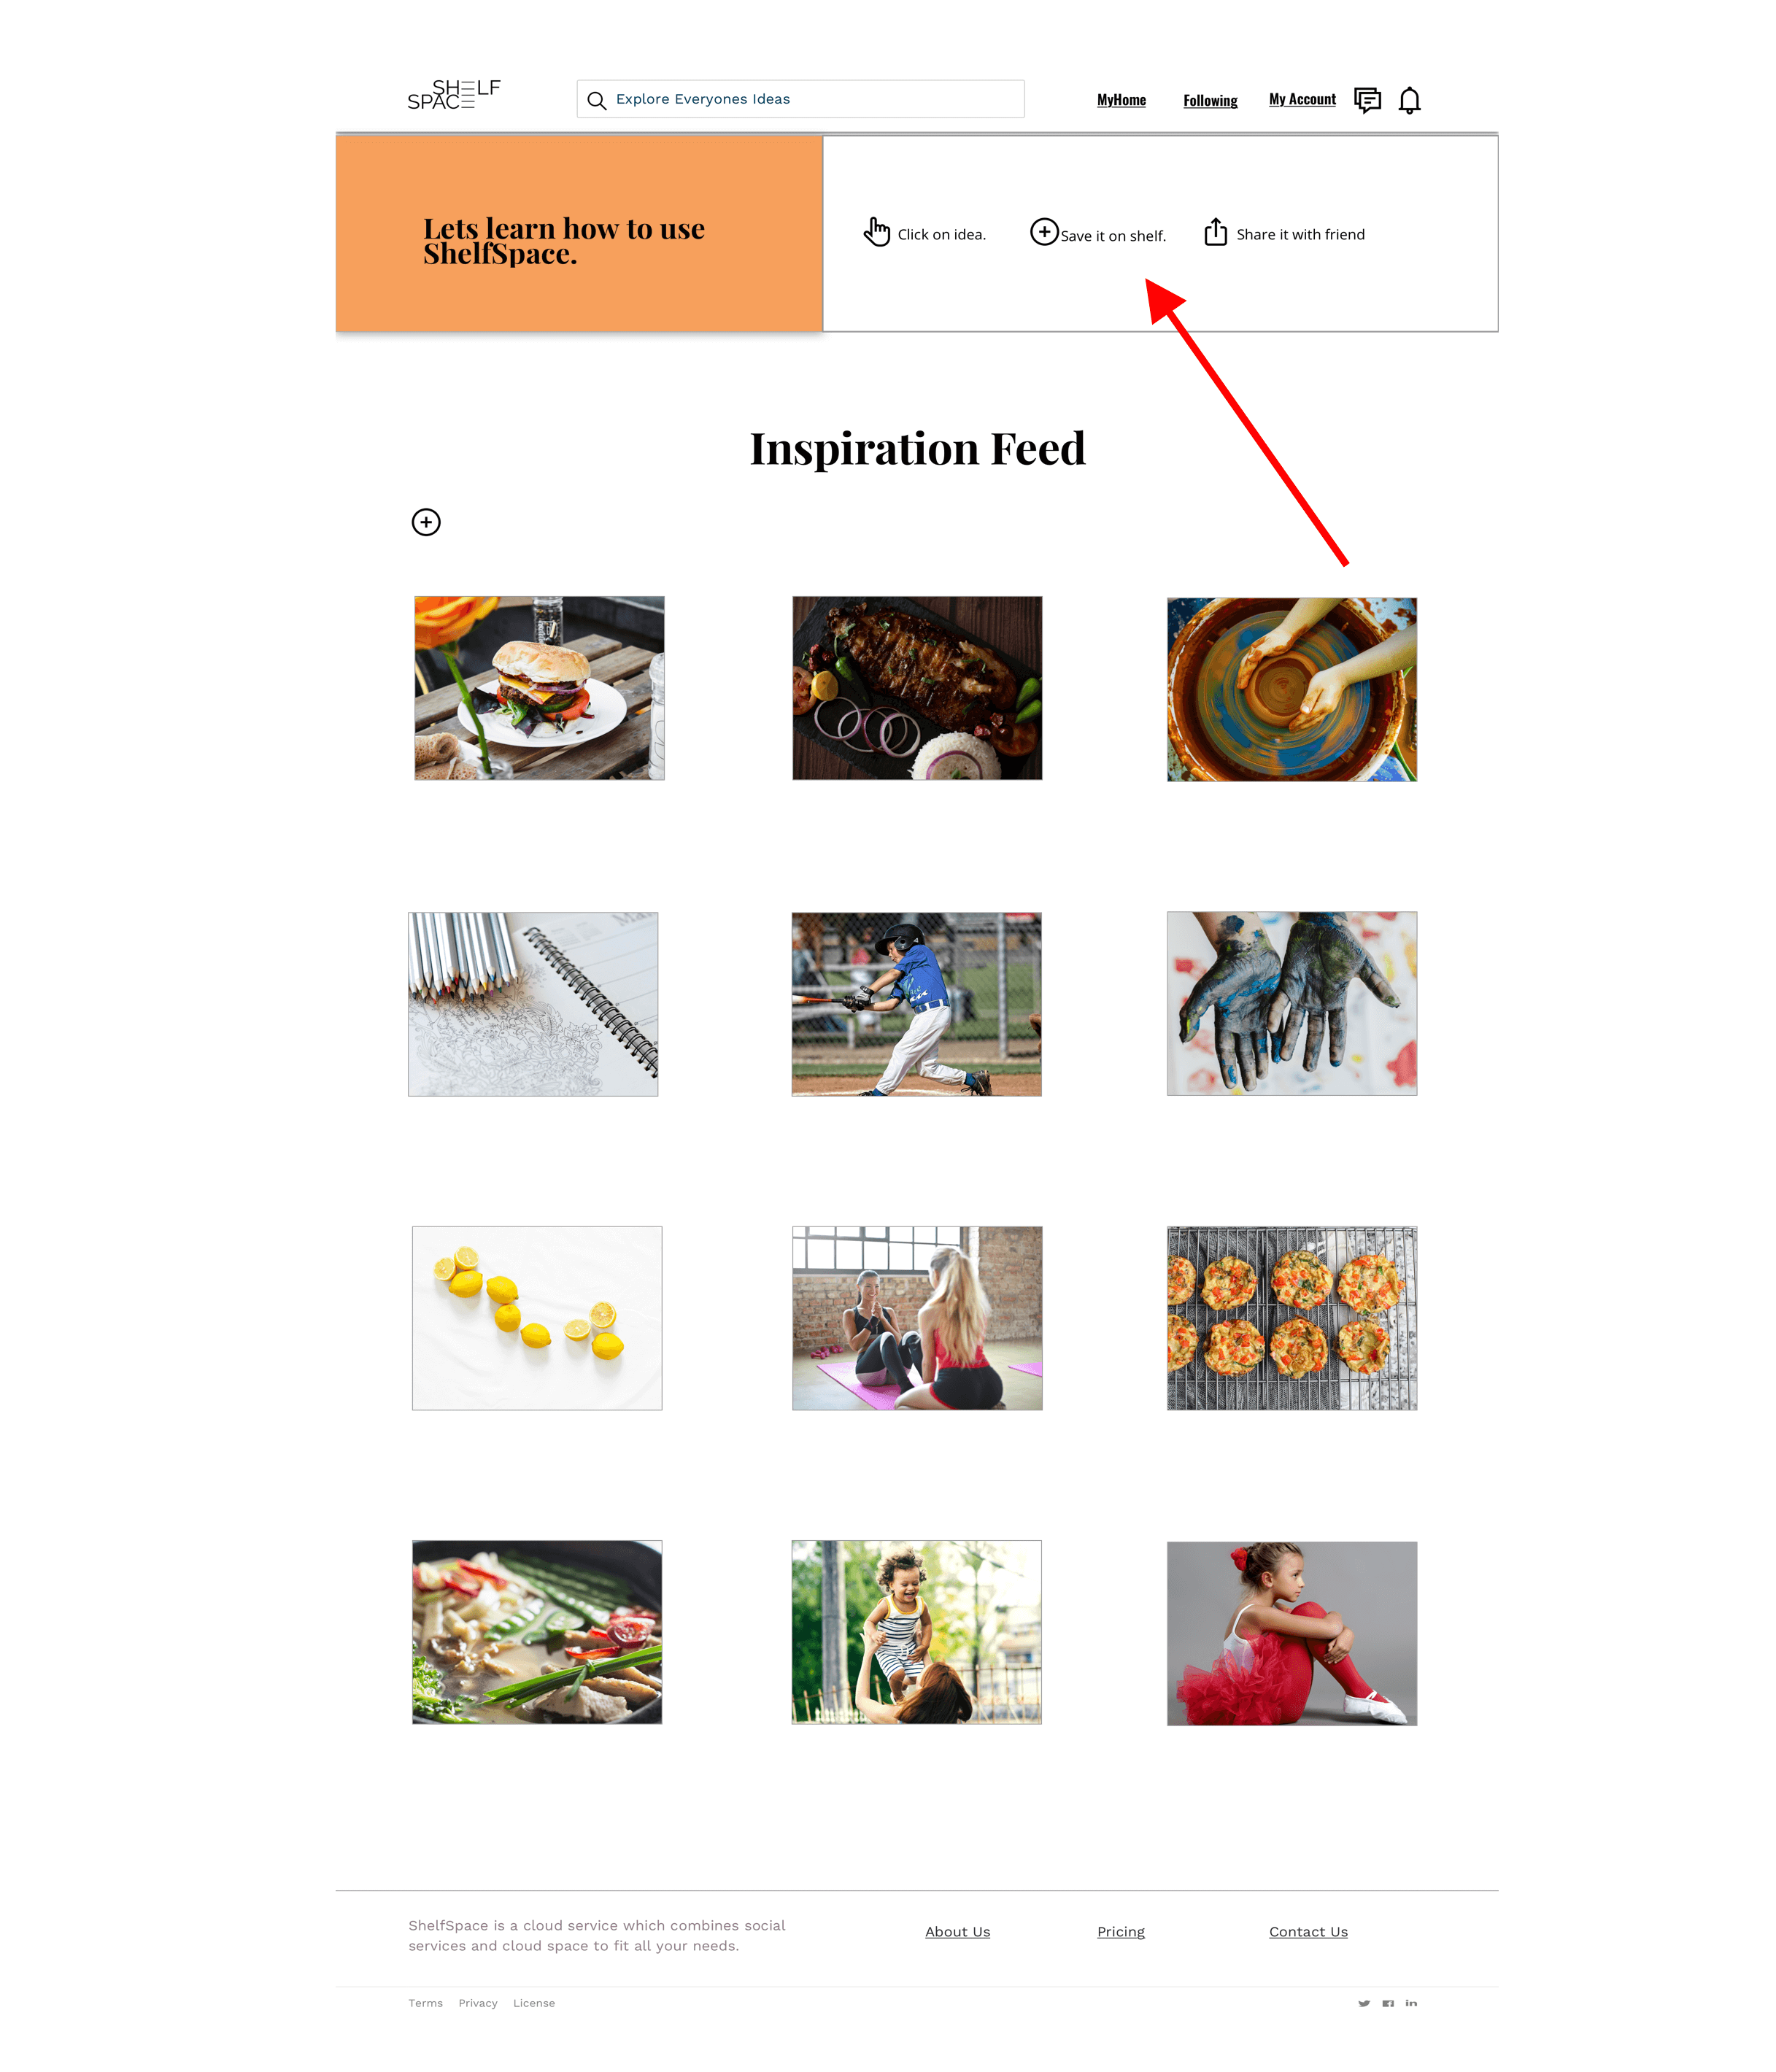 SHELF
SPACE
Explore Everyones Ideas
MyHome
Following
My Account
Lets learn how to use
ShelfSpace.
Click on idea.
Save it on shelf.
Share it with friend
Inspiration Feed
ShelfSpace is a cloud service which combines social
services and cloud space to fit all your needs.
About Us
Pricing
Contact Us
Terms
Privacy
License